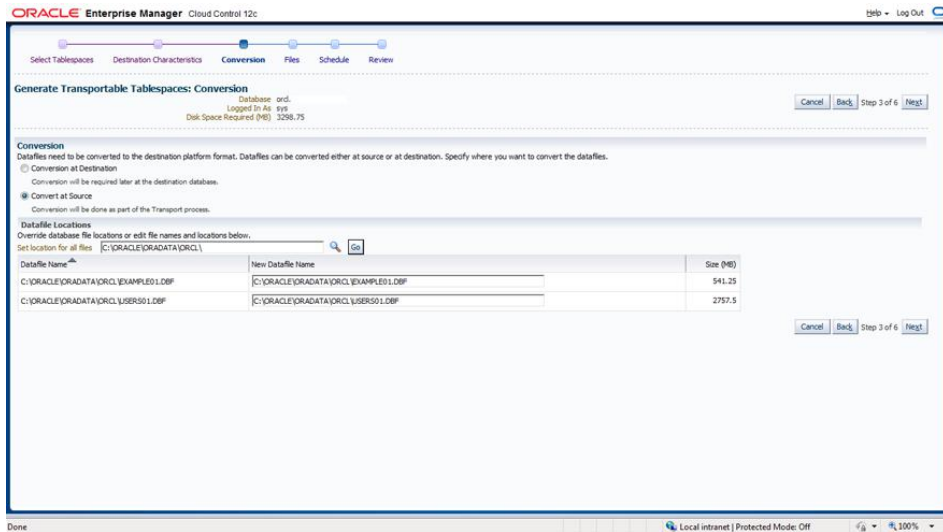 ORACLE Enterprise Manager Cloud Control 12c
Help Log Out
Select Tablespaces Destination Characteristics Conversion Files Schedule Review
Generate Transportable Tablespaces: Conversion
Database ord.
Logged In As sys
Disk Space Required (MB) 3298.75
Cancel Back Step 3 of 6 Next
Conversion
Datafiles need to be converted to the destination platform format. Datafiles can be converted either at source or at destination. Specify where you want to convert the datafiles.
Conversion at Destination
Conversion will be required later at the destination database.
Convert at Source
Conversion will be done as part of the Transport process.
Datafile Locations
Override database file locations or edit file names and locations below.
Set location for all files C:\ORACLE\ORADATA\ORCL\ Go
Datafile Name New Datafile Name Size (MB)
C:\ORACLE\ORADATA\ORCL\EXAMPLE01.DBF C:\ORACLE\ORADATA\ORCL\EXAMPLE01.DBF 541.25
C:\ORACLE\ORADATA\ORCL\USERS01.DBF C:\ORACLE\ORADATA\ORCL\USERS01.DBF 2757.5
Cancel Back Step 3 of 6 Next
Done Local intranet | Protected Mode: Off 100%